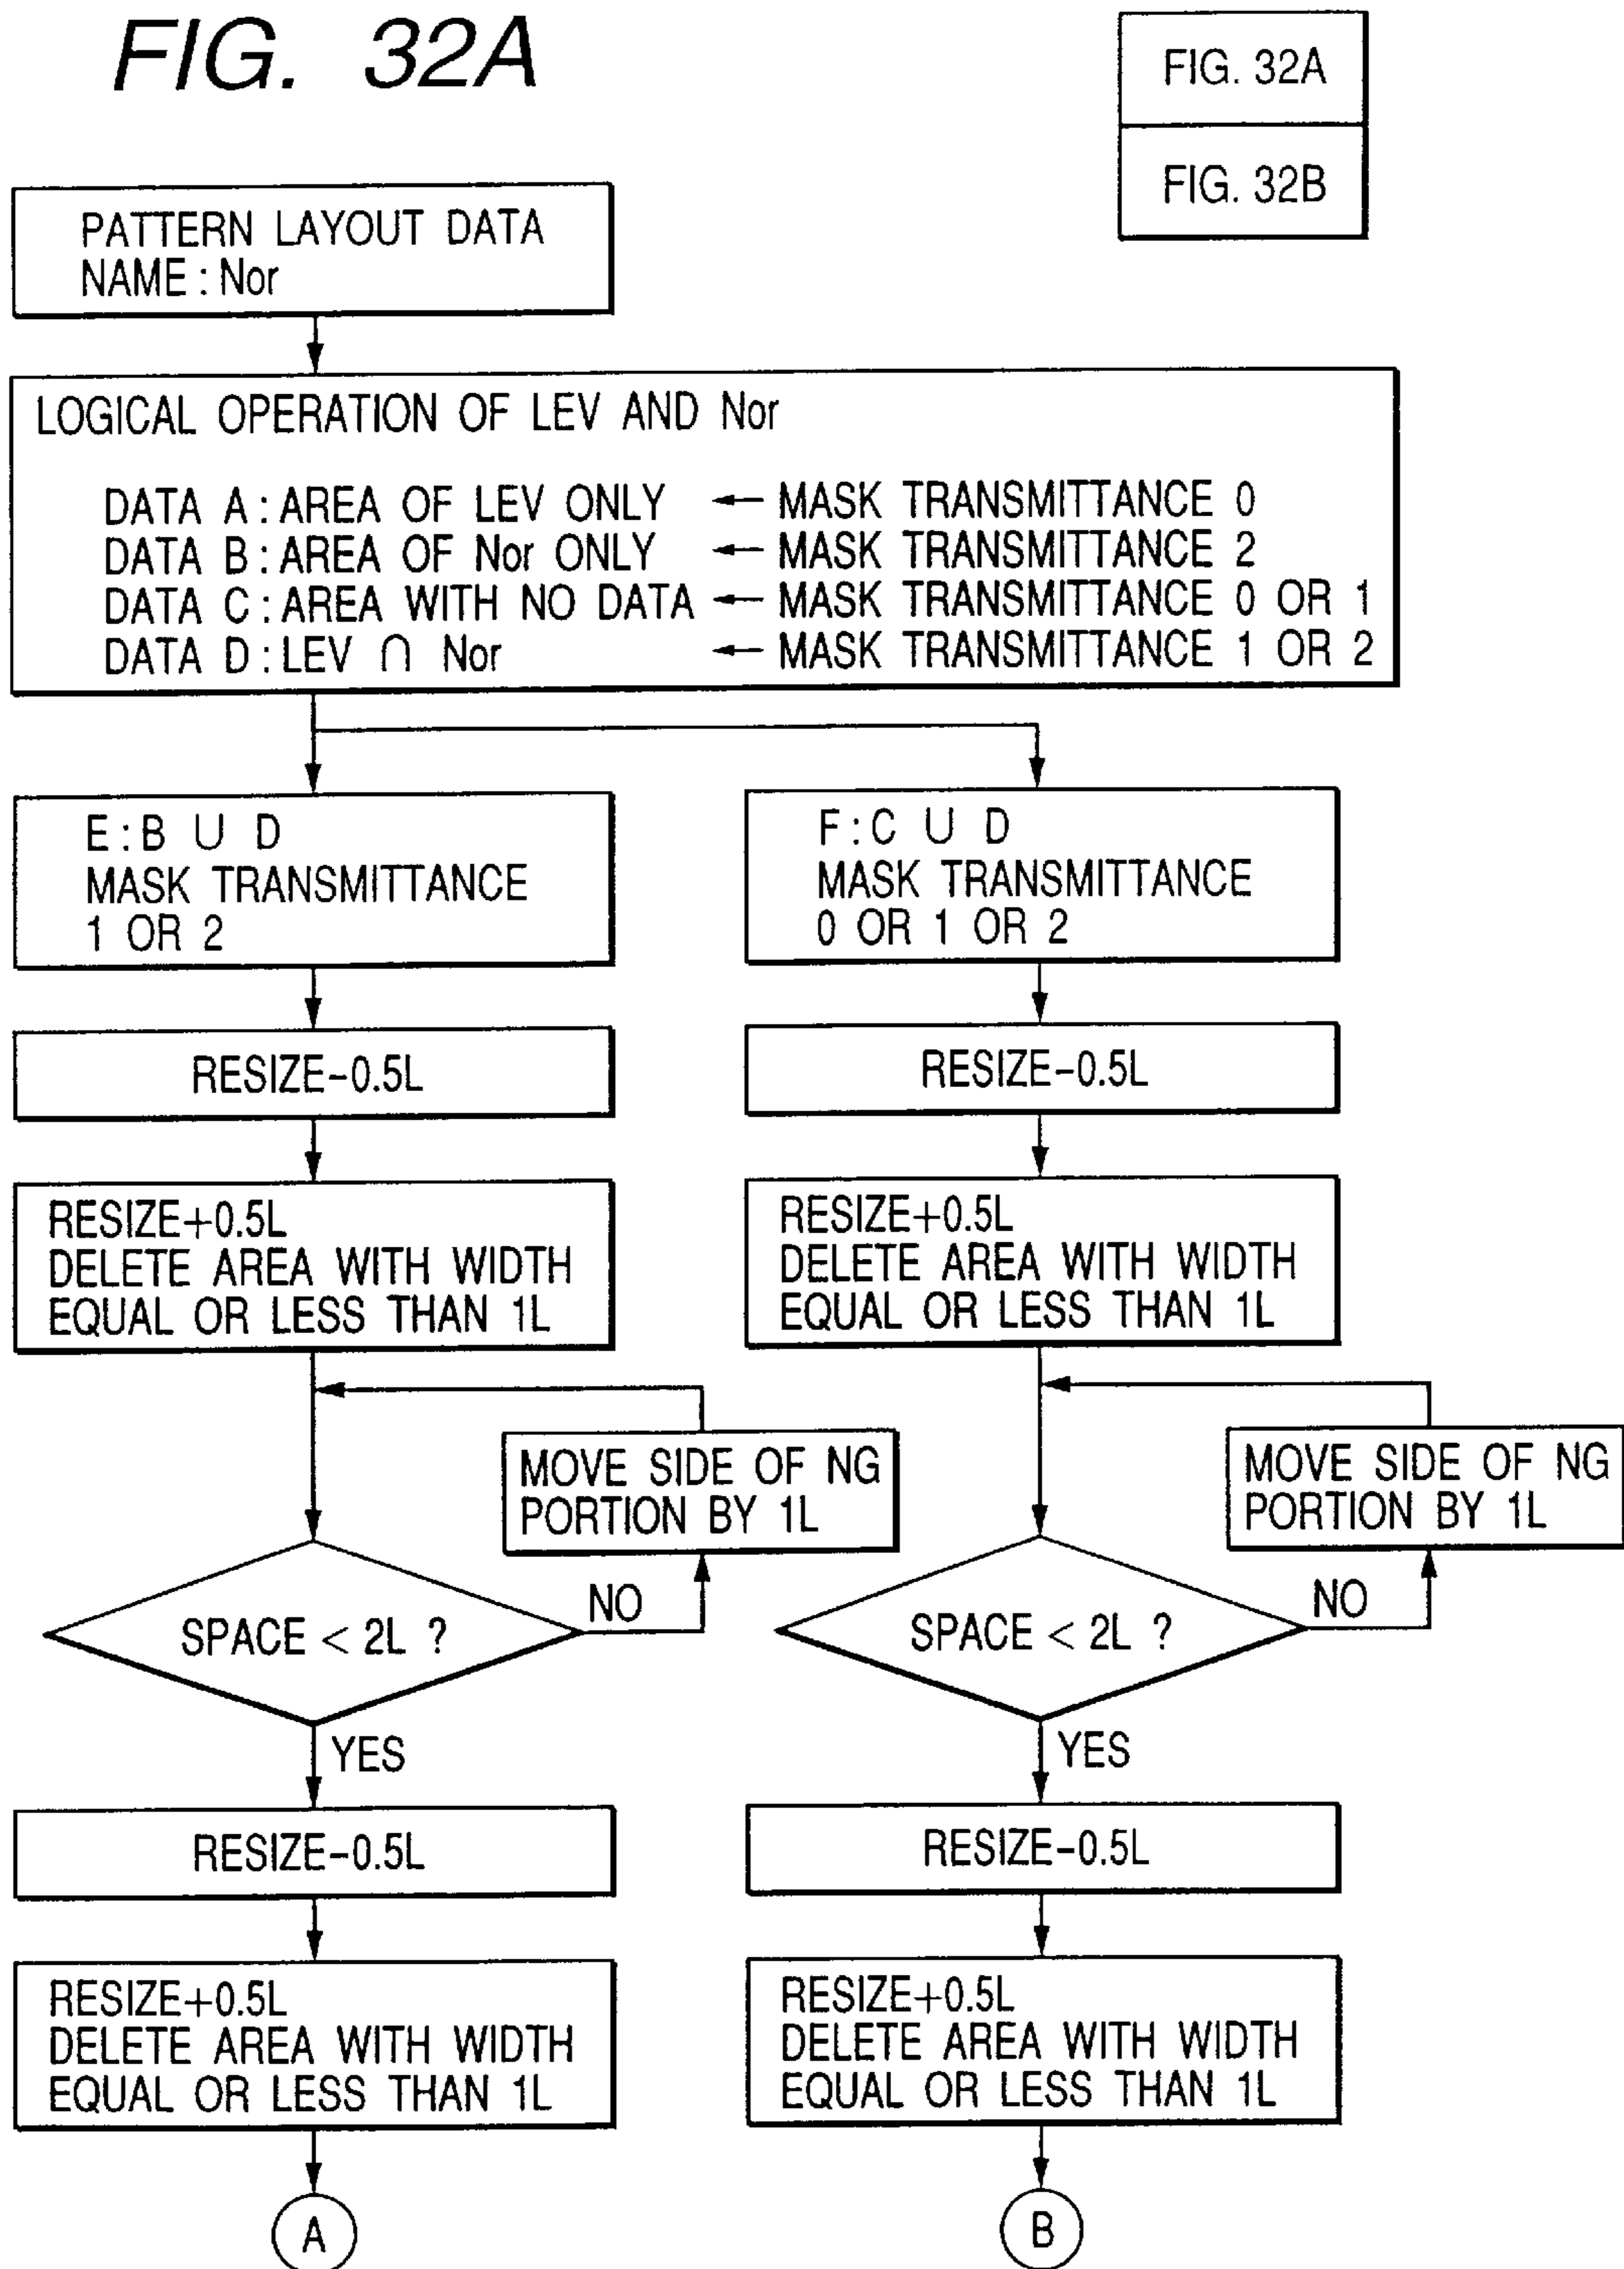 FIG. 32A
FIG. 32A
FIG. 32B
PATTERN LAYOUT DATA
NAME : Nor
LOGICAL OPERATION OF LEV AND Nor
DATA A : AREA OF LEV ONLY ← MASK TRANSMITTANCE 0
DATA B : AREA OF Nor ONLY ← MASK TRANSMITTANCE 2
DATA C : AREA WITH NO DATA ← MASK TRANSMITTANCE 0 OR 1
DATA D : LEV ∩ Nor ← MASK TRANSMITTANCE 1 OR 2
E : B ∪ D
MASK TRANSMITTANCE
1 OR 2
F : C ∪ D
MASK TRANSMITTANCE
0 OR 1 OR 2
RESIZE-0.5L
RESIZE-0.5L
RESIZE+0.5L
DELETE AREA WITH WIDTH
EQUAL OR LESS THAN 1L
RESIZE+0.5L
DELETE AREA WITH WIDTH
EQUAL OR LESS THAN 1L
MOVE SIDE OF NG
PORTION BY 1L
MOVE SIDE OF NG
PORTION BY 1L
SPACE < 2L ?
NO
SPACE < 2L ?
NO
YES
YES
RESIZE-0.5L
RESIZE-0.5L
RESIZE+0.5L
DELETE AREA WITH WIDTH
EQUAL OR LESS THAN 1L
RESIZE+0.5L
DELETE AREA WITH WIDTH
EQUAL OR LESS THAN 1L
A
B